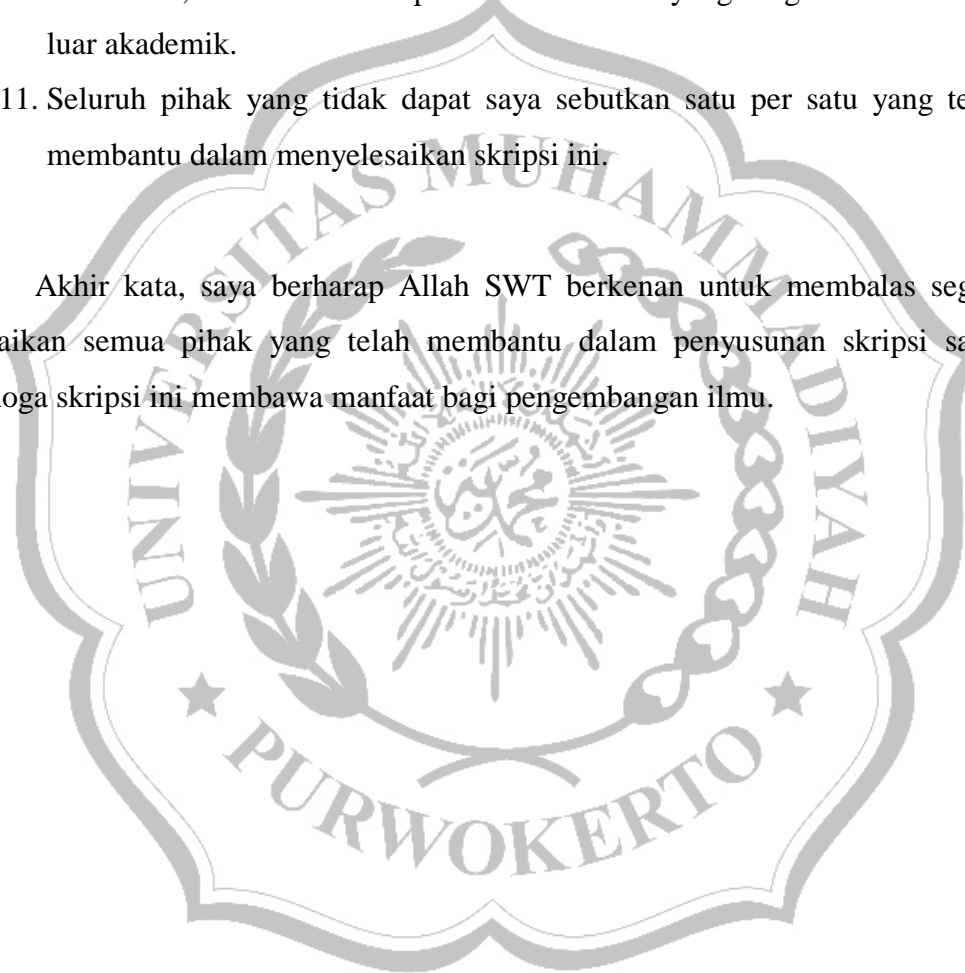 luar akademik.
11. Seluruh pihak yang tidak dapat saya sebutkan satu per satu yang te
membantu dalam menyelesaikan skripsi ini.
Akhir kata, saya berharap Allah SWT berkenan untuk membalas seg
aikan semua pihak yang telah membantu dalam penyusunan skripsi sa
oga skripsi ini membawa manfaat bagi pengembangan ilmu.
UNIVERSITAS MUHAMMADIYAH
PURWOKERTO